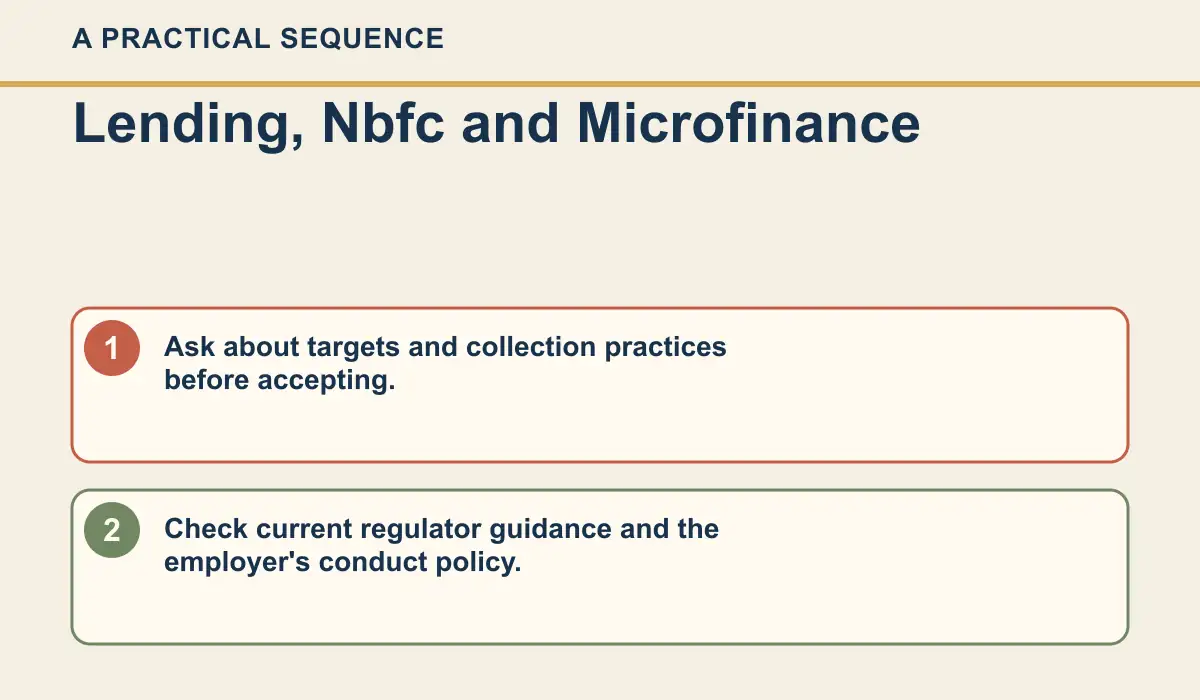 A PRACTICAL SEQUENCE
Lending, Nbfc and Microfinance
1
Ask about targets and collection practices
before accepting.
2
Check current regulator guidance and the
employer's conduct policy.